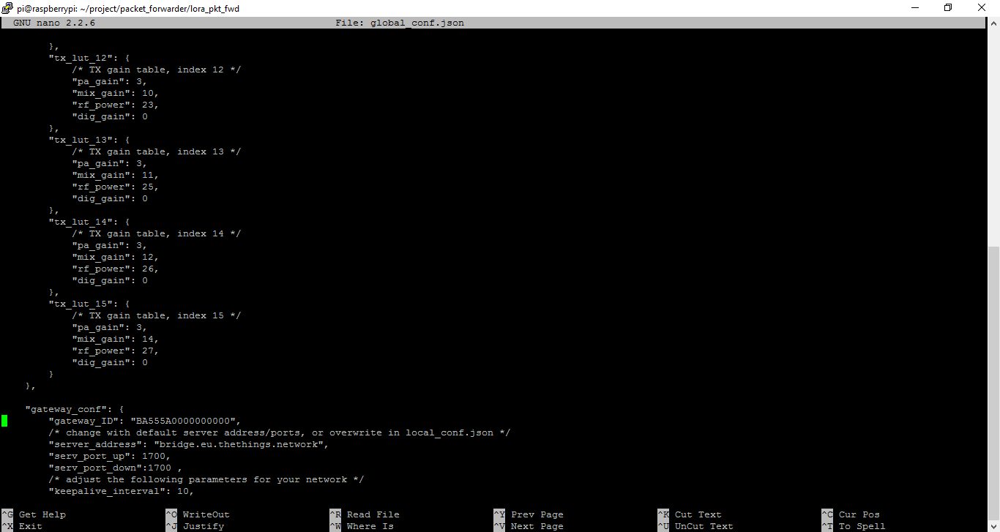 pi@raspberrypi: ~/project/packet_forwarder/lora_pkt_fwd
GNU nano 2.2.6 File: global_conf.json
},
"tx_lut_12": {
/* TX gain table, index 12 */
"pa_gain": 3,
"mix_gain": 10,
"rf_power": 23,
"dig_gain": 0
},
"tx_lut_13": {
/* TX gain table, index 13 */
"pa_gain": 3,
"mix_gain": 11,
"rf_power": 25,
"dig_gain": 0
},
"tx_lut_14": {
/* TX gain table, index 14 */
"pa_gain": 3,
"mix_gain": 12,
"rf_power": 26,
"dig_gain": 0
},
"tx_lut_15": {
/* TX gain table, index 15 */
"pa_gain": 3,
"mix_gain": 14,
"rf_power": 27,
"dig_gain": 0
}
},
"gateway_conf": {
"gateway_ID": "BA555A0000000000",
/* change with default server address/ports, or overwrite in local_conf.json */
"server_address": "bridge.eu.thethings.network",
"serv_port_up": 1700,
"serv_port_down":1700 ,
/* adjust the following parameters for your network */
"keepalive_interval": 10,
^G Get Help ^O WriteOut ^R Read File ^Y Prev Page ^K Cut Text ^C Cur Pos
^X Exit ^J Justify ^W Where Is ^V Next Page ^U UnCut Text ^T To Spell